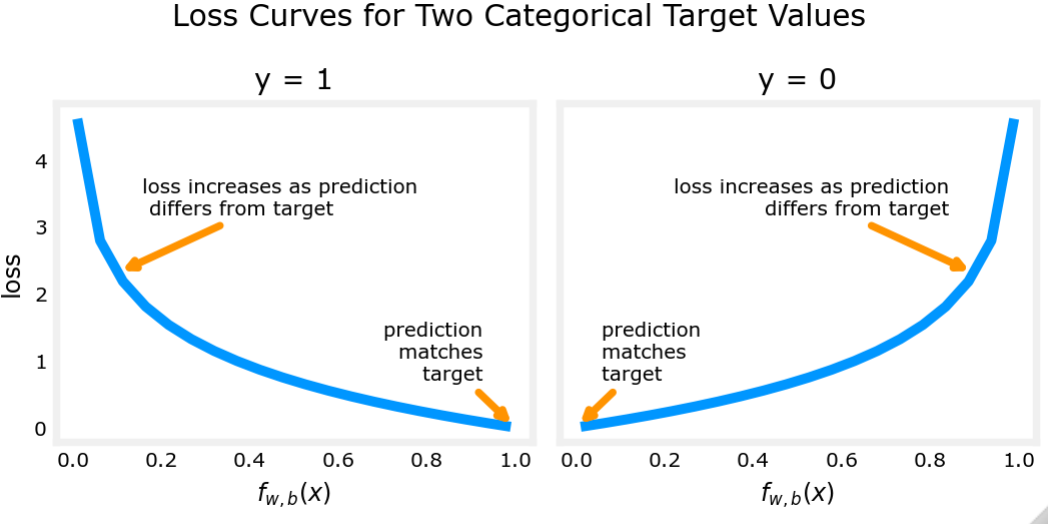 Loss Curves for Two Categorical Target Values
y = 1
loss
4
3
2
1
0
loss increases as prediction
differs from target
prediction
matches
target
0.0 0.2 0.4 0.6 0.8 1.0
f_{w,b}(x)
y = 0
loss increases as prediction
differs from target
prediction
matches
target
0.0 0.2 0.4 0.6 0.8 1.0
f_{w,b}(x)